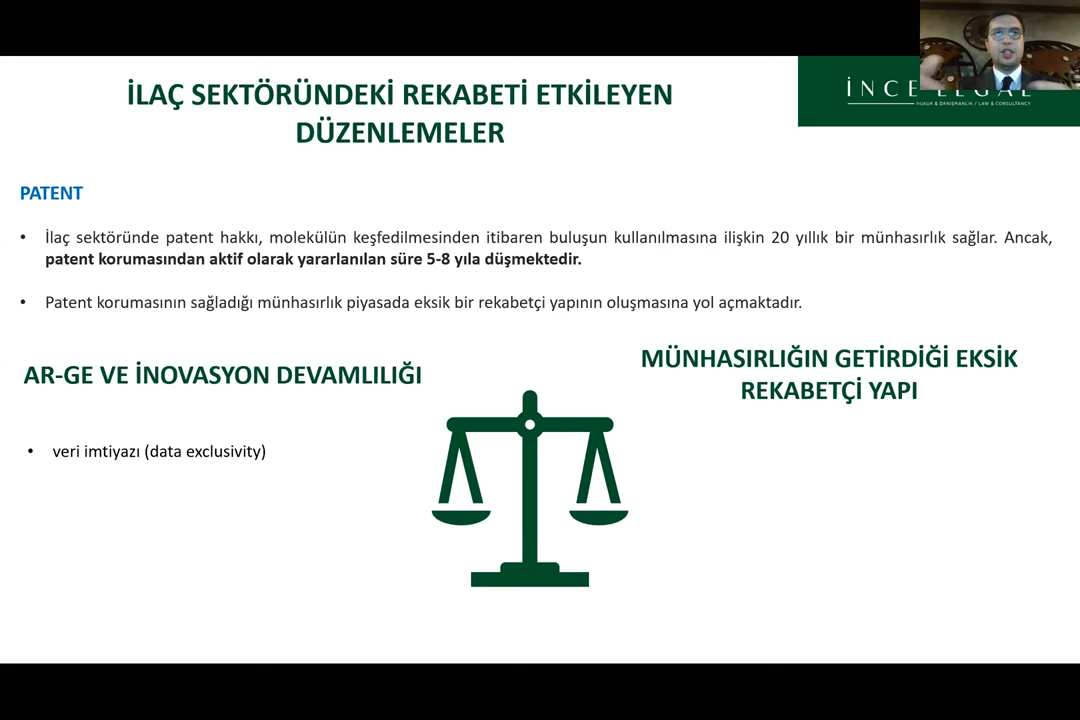 İLAÇ SEKTÖRÜNDEKİ REKABETİ ETKİLEYEN
DÜZENLEMELER
İNCE LEGAL
HUKUK & DANIŞMANLIK / LAW & CONSULTANCY
PATENT
• İlaç sektöründe patent hakkı, molekülün keşfedilmesinden itibaren buluşun kullanılmasına ilişkin 20 yıllık bir münhasırlık sağlar. Ancak,
patent korumasından aktif olarak yararlanılan süre 5-8 yıla düşmektedir.
• Patent korumasının sağladığı münhasırlık piyasada eksik bir rekabetçi yapının oluşmasına yol açmaktadır.
AR-GE VE İNOVASYON DEVAMLILIĞI
• veri imtiyazı (data exclusivity)
MÜNHASIRLIĞIN GETİRDİĞİ EKSİK
REKABETÇİ YAPI